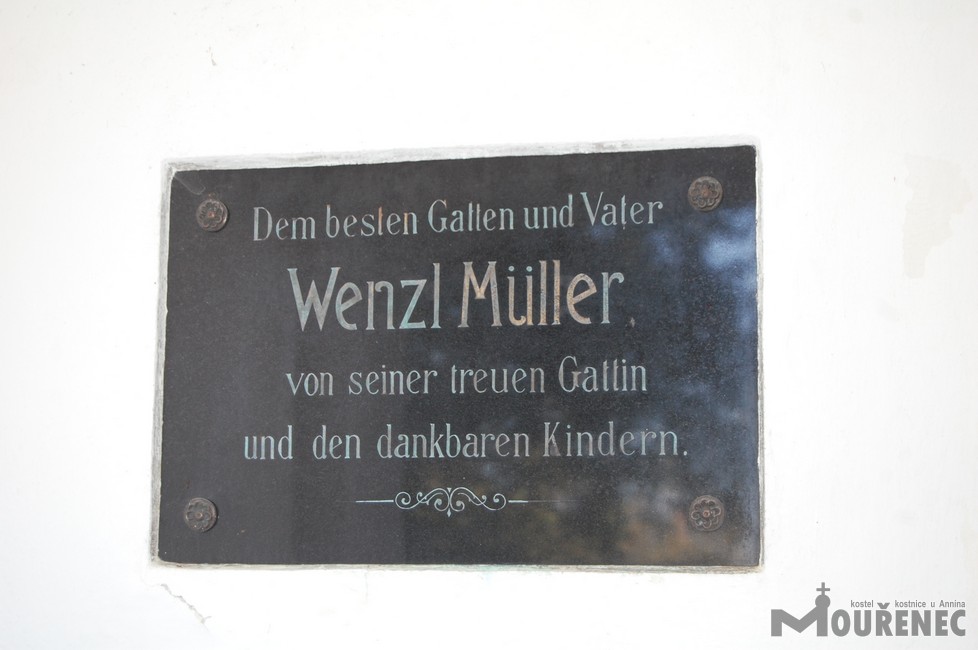 Dem besten Gatten und Vater
Wenzl Müller.
von seiner treuen Gattin
und den dankbaren Kindern.
kostel kostnice u Annina
MOUŘENEC